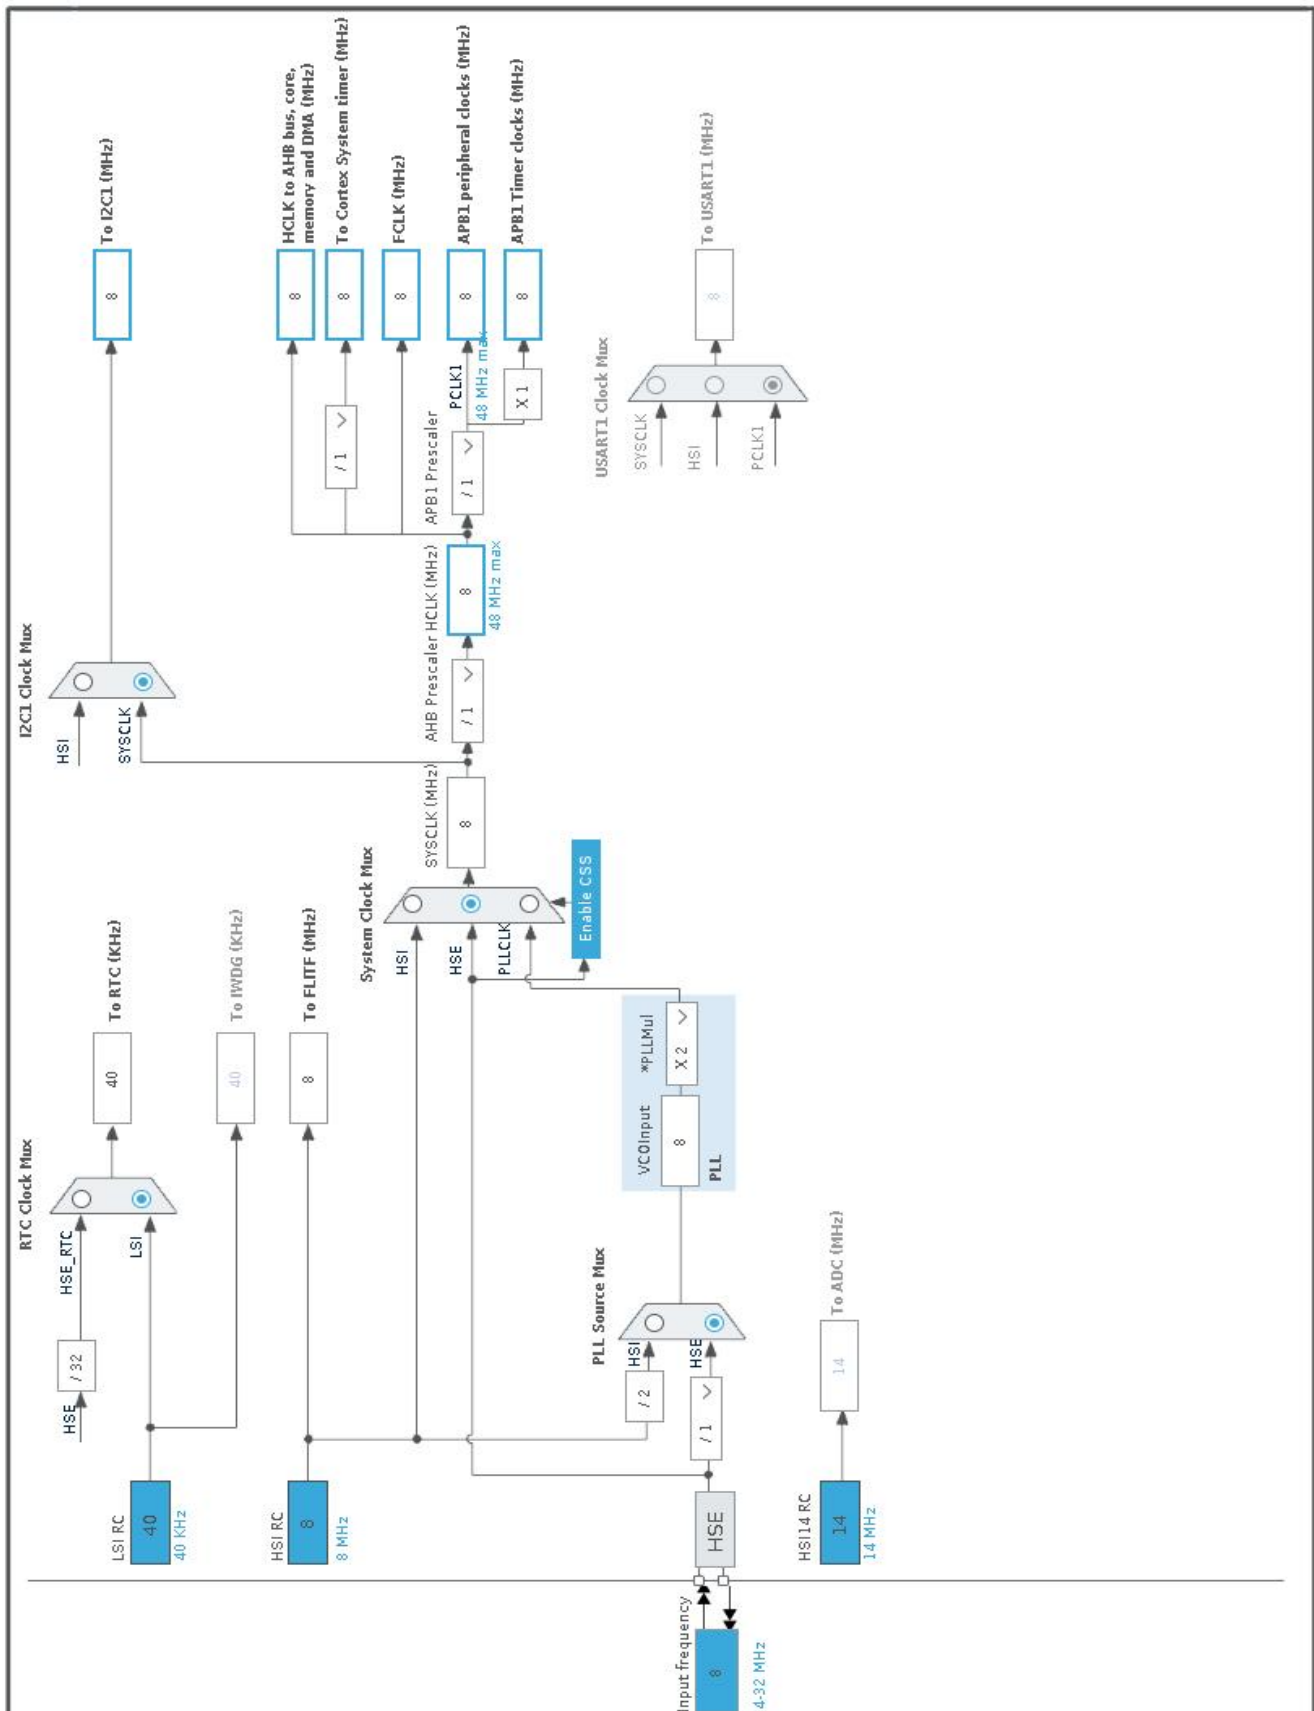 RTC Clock Mux
HSE
/ 32
HSE_RTC
LSI RC
40
40 KHz
LSI
40
To RTC (KHz)
40
To IWDG (KHz)
HSI RC
8
8 MHz
8
To FLITF (MHz)
I2C1 Clock Mux
HSI
SYSCLK
8
To I2C1 (MHz)
System Clock Mux
HSI
HSE
PLLCLK
Enable CSS
SYSCLK (MHz)
8
AHB Prescaler
/ 1
HCLK (MHz)
8
48 MHz max
APB1 Prescaler
/ 1
PCLK1
48 MHz max
X 1
/ 1
8
HCLK to AHB bus, core,
memory and DMA (MHz)
8
To Cortex System timer (MHz)
8
FCLK (MHz)
8
APB1 peripheral clocks (MHz)
8
APB1 Timer clocks (MHz)
PLL Source Mux
/ 2
HSI
/ 1
HSE
VCOInput
8
*PLLMul
X 2
PLL
Input frequency
8
4-32 MHz
HSE
USART1 Clock Mux
SYSCLK
HSI
PCLK1
8
To USART1 (MHz)
HSI14 RC
14
14 MHz
14
To ADC (MHz)